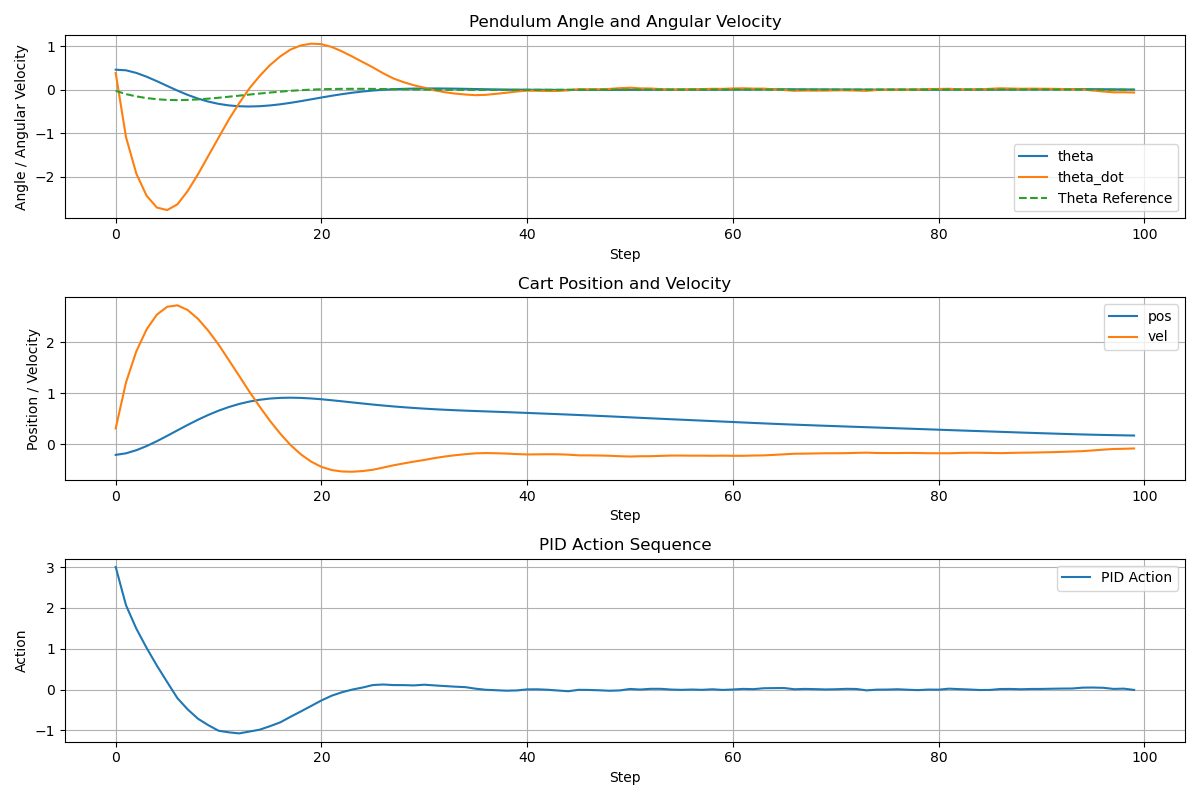 Pendulum Angle and Angular Velocity
Angle / Angular Velocity
1
0
−1
−2
theta
theta_dot
Theta Reference
0 20 40 60 80 100
Step
Cart Position and Velocity
Position / Velocity
2
1
0
pos
vel
0 20 40 60 80 100
Step
PID Action Sequence
Action
3
2
1
0
−1
PID Action
0 20 40 60 80 100
Step